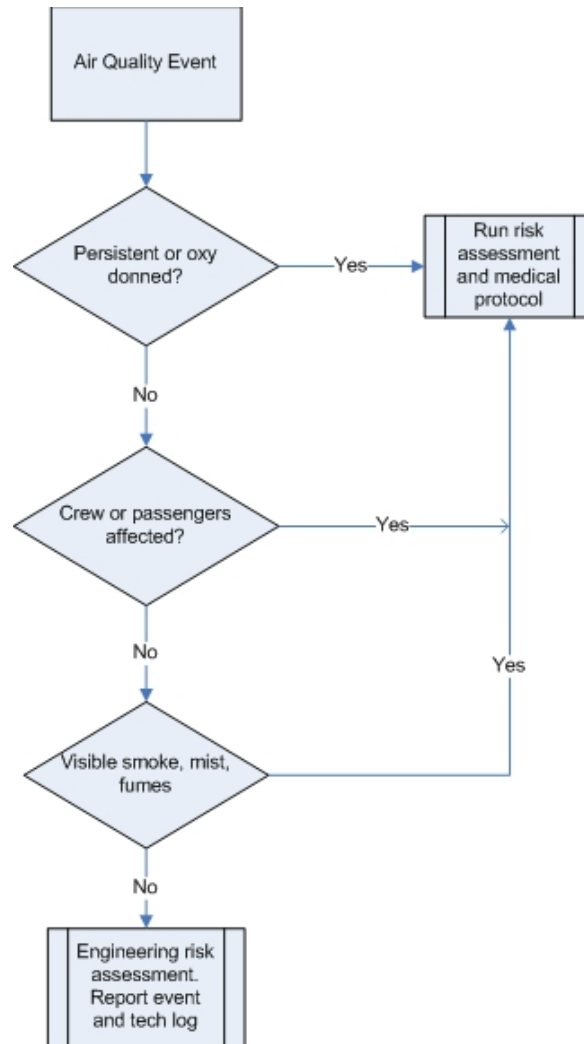 Air Quality Event
Persistent or oxy
donned?
Yes
Run risk
assessment
and medical
protocol
No
Crew or passengers
affected?
Yes
No
Yes
Visible smoke, mist,
fumes
No
Engineering risk
assessment.
Report event
and tech log